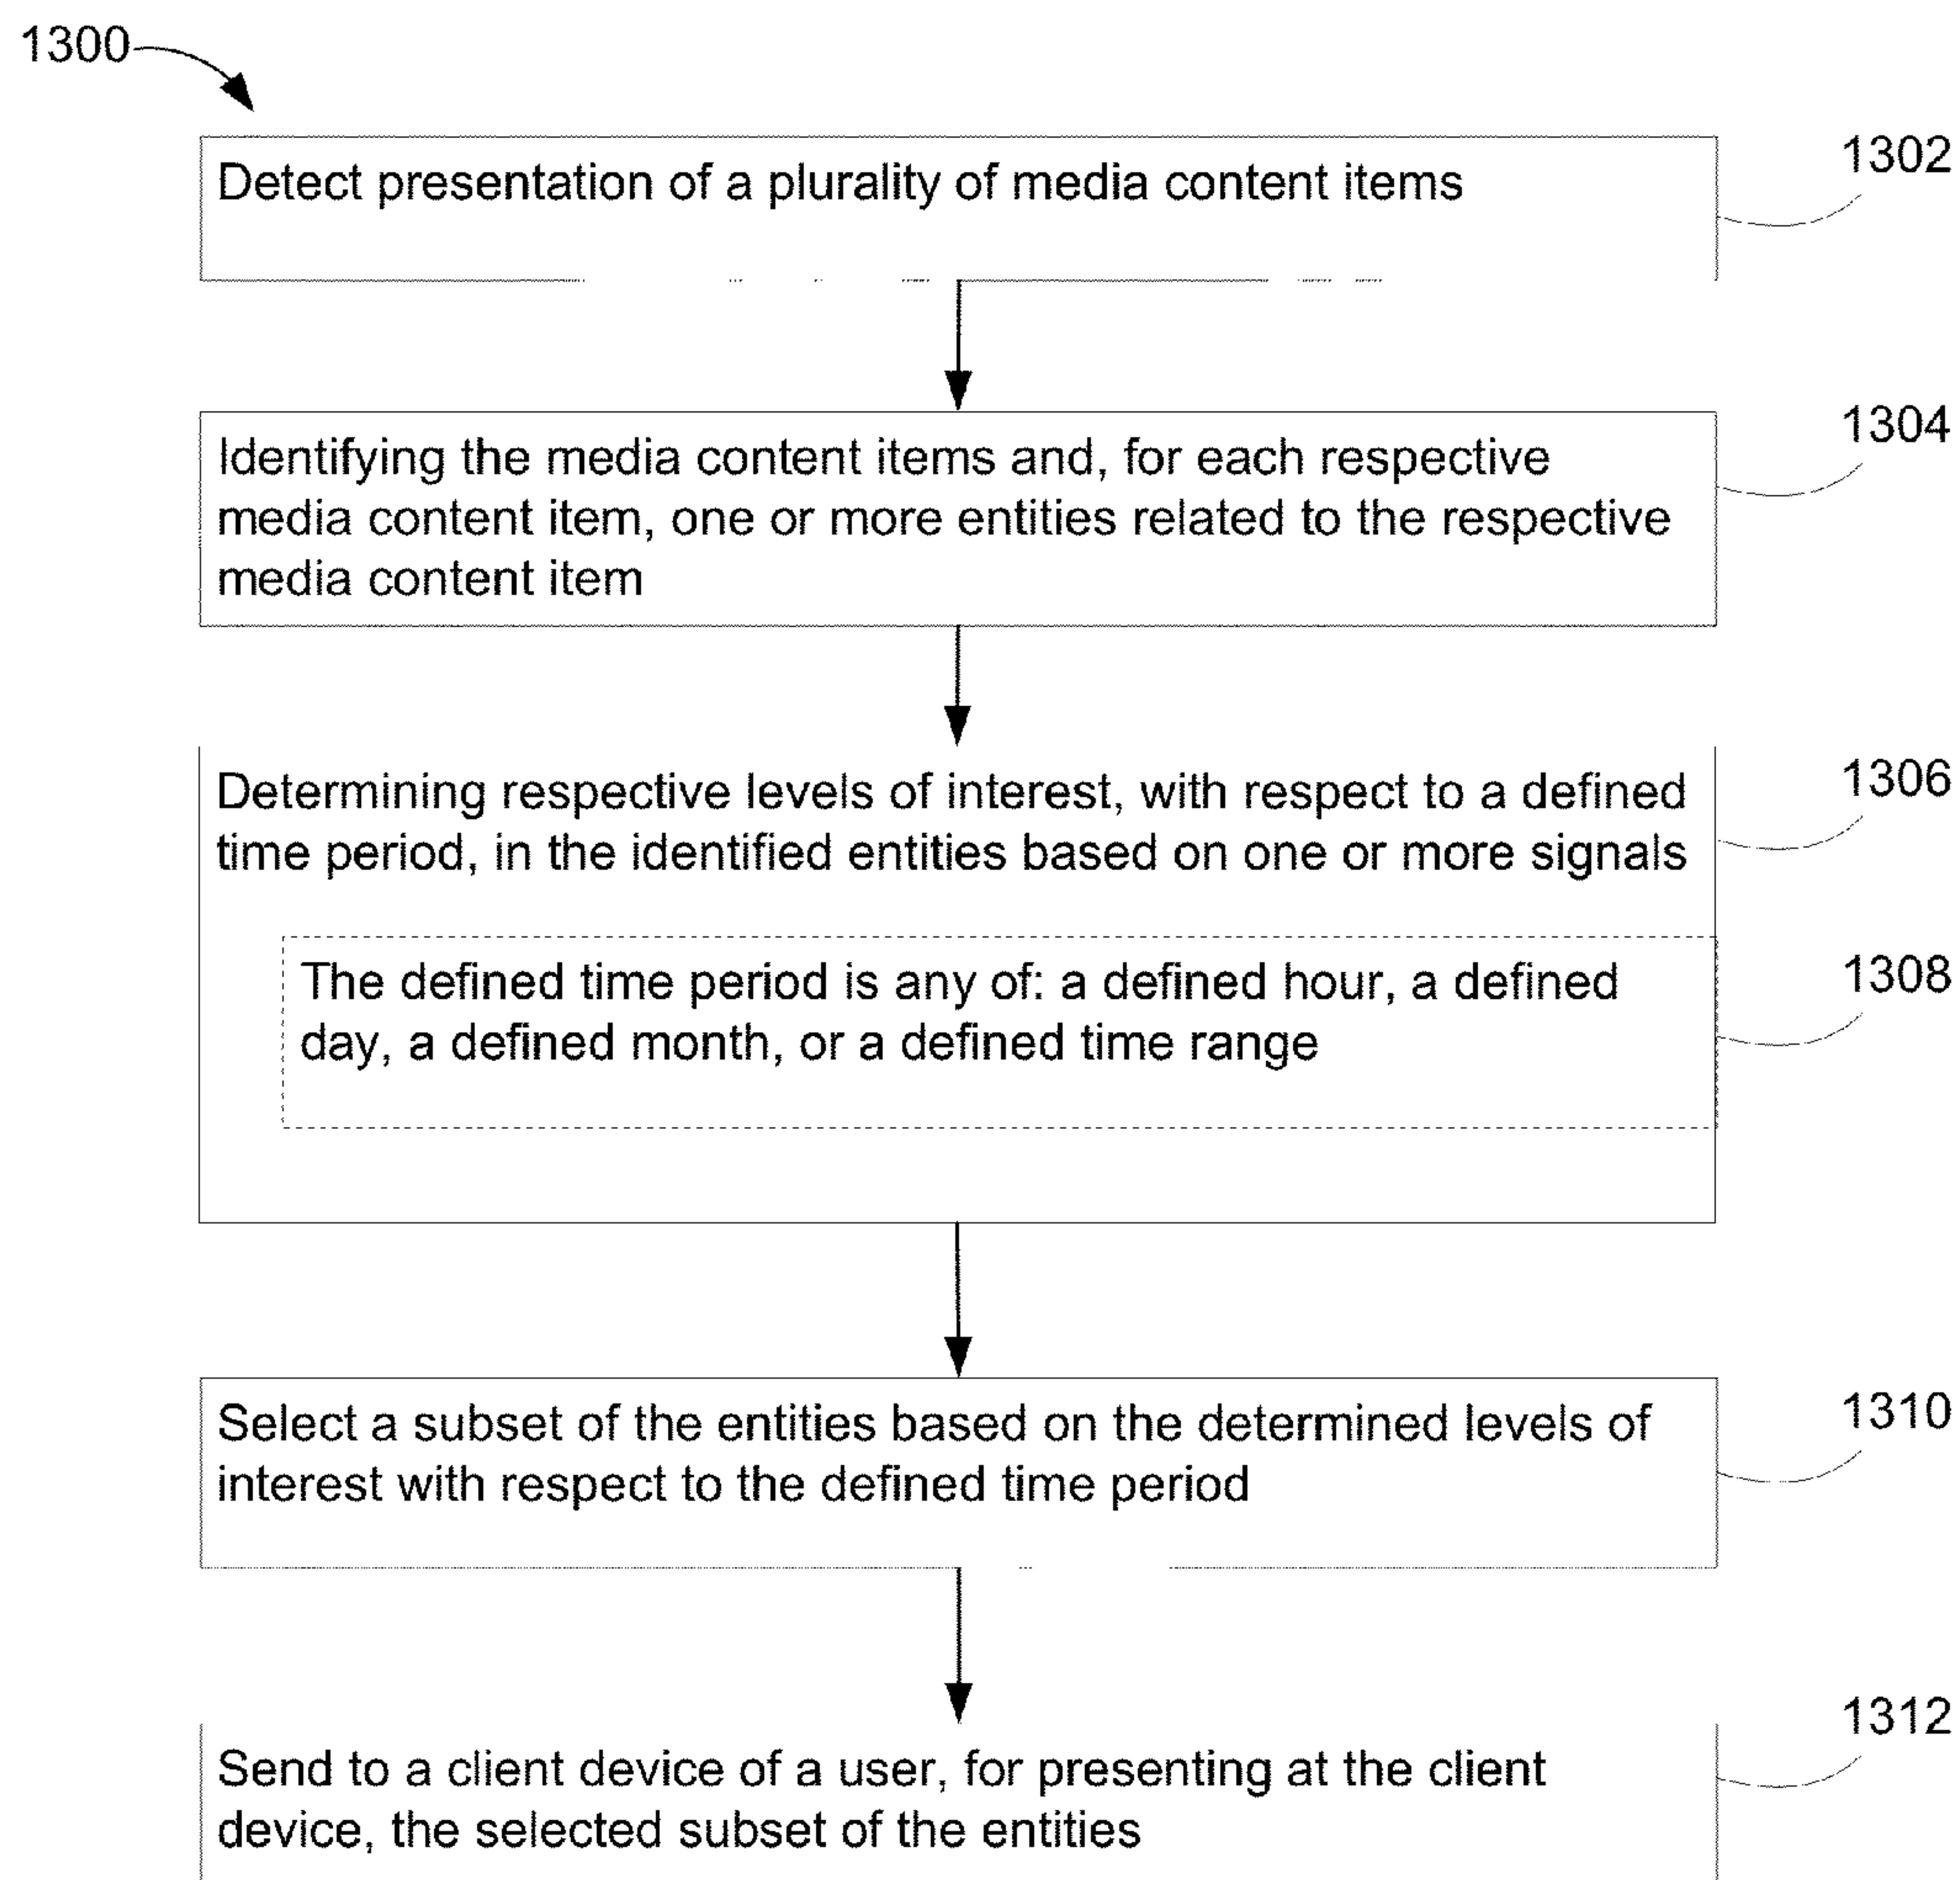 1300
Detect presentation of a plurality of media content items
1302
Identifying the media content items and, for each respective
media content item, one or more entities related to the respective
media content item
1304
Determining respective levels of interest, with respect to a defined
time period, in the identified entities based on one or more signals
1306
The defined time period is any of: a defined hour, a defined
day, a defined month, or a defined time range
1308
Select a subset of the entities based on the determined levels of
interest with respect to the defined time period
1310
Send to a client device of a user, for presenting at the client
device, the selected subset of the entities
1312